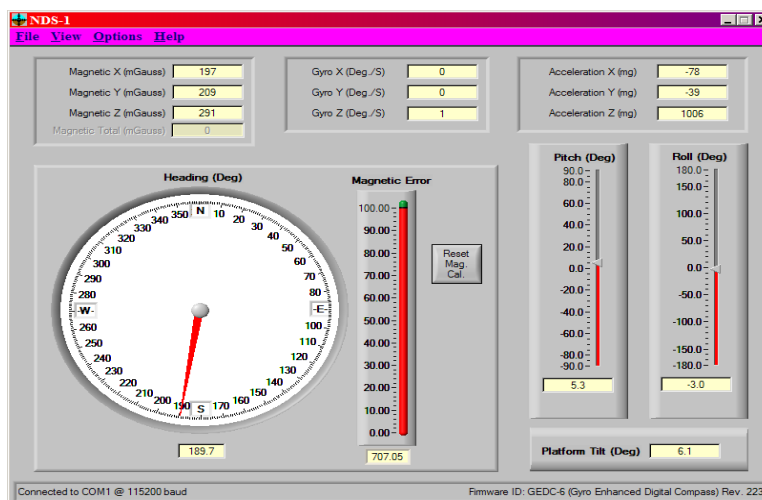 NDS-1
File View Options Help
Magnetic X (mGauss) 197
Magnetic Y (mGauss) 209
Magnetic Z (mGauss) 291
Magnetic Total (mGauss) 0
Gyro X (Deg./S) 0
Gyro Y (Deg./S) 0
Gyro Z (Deg./S) 1
Acceleration X (mg) -78
Acceleration Y (mg) -39
Acceleration Z (mg) 1006
Heading (Deg)
N
10
20
30
40
50
60
70
80
-E-
100
110
120
130
140
150
160
170
S
190
200
210
220
230
240
250
260
-W-
280
290
300
310
320
330
340
350
189.7
Magnetic Error
100.00
90.00
80.00
70.00
60.00
50.00
40.00
30.00
20.00
10.00
0.00
707.05
Reset
Mag.
Cal.
Pitch (Deg)
90.0
80.0
60.0
40.0
20.0
0.0
-20.0
-40.0
-60.0
-80.0
-90.0
5.3
Roll (Deg)
180.0
150.0
100.0
50.0
0.0
-50.0
-100.0
-150.0
-180.0
-3.0
Platform Tilt (Deg) 6.1
Connected to COM1 @ 115200 baud
Firmware ID: GEDC-6 (Gyro Enhanced Digital Compass) Rev. 223